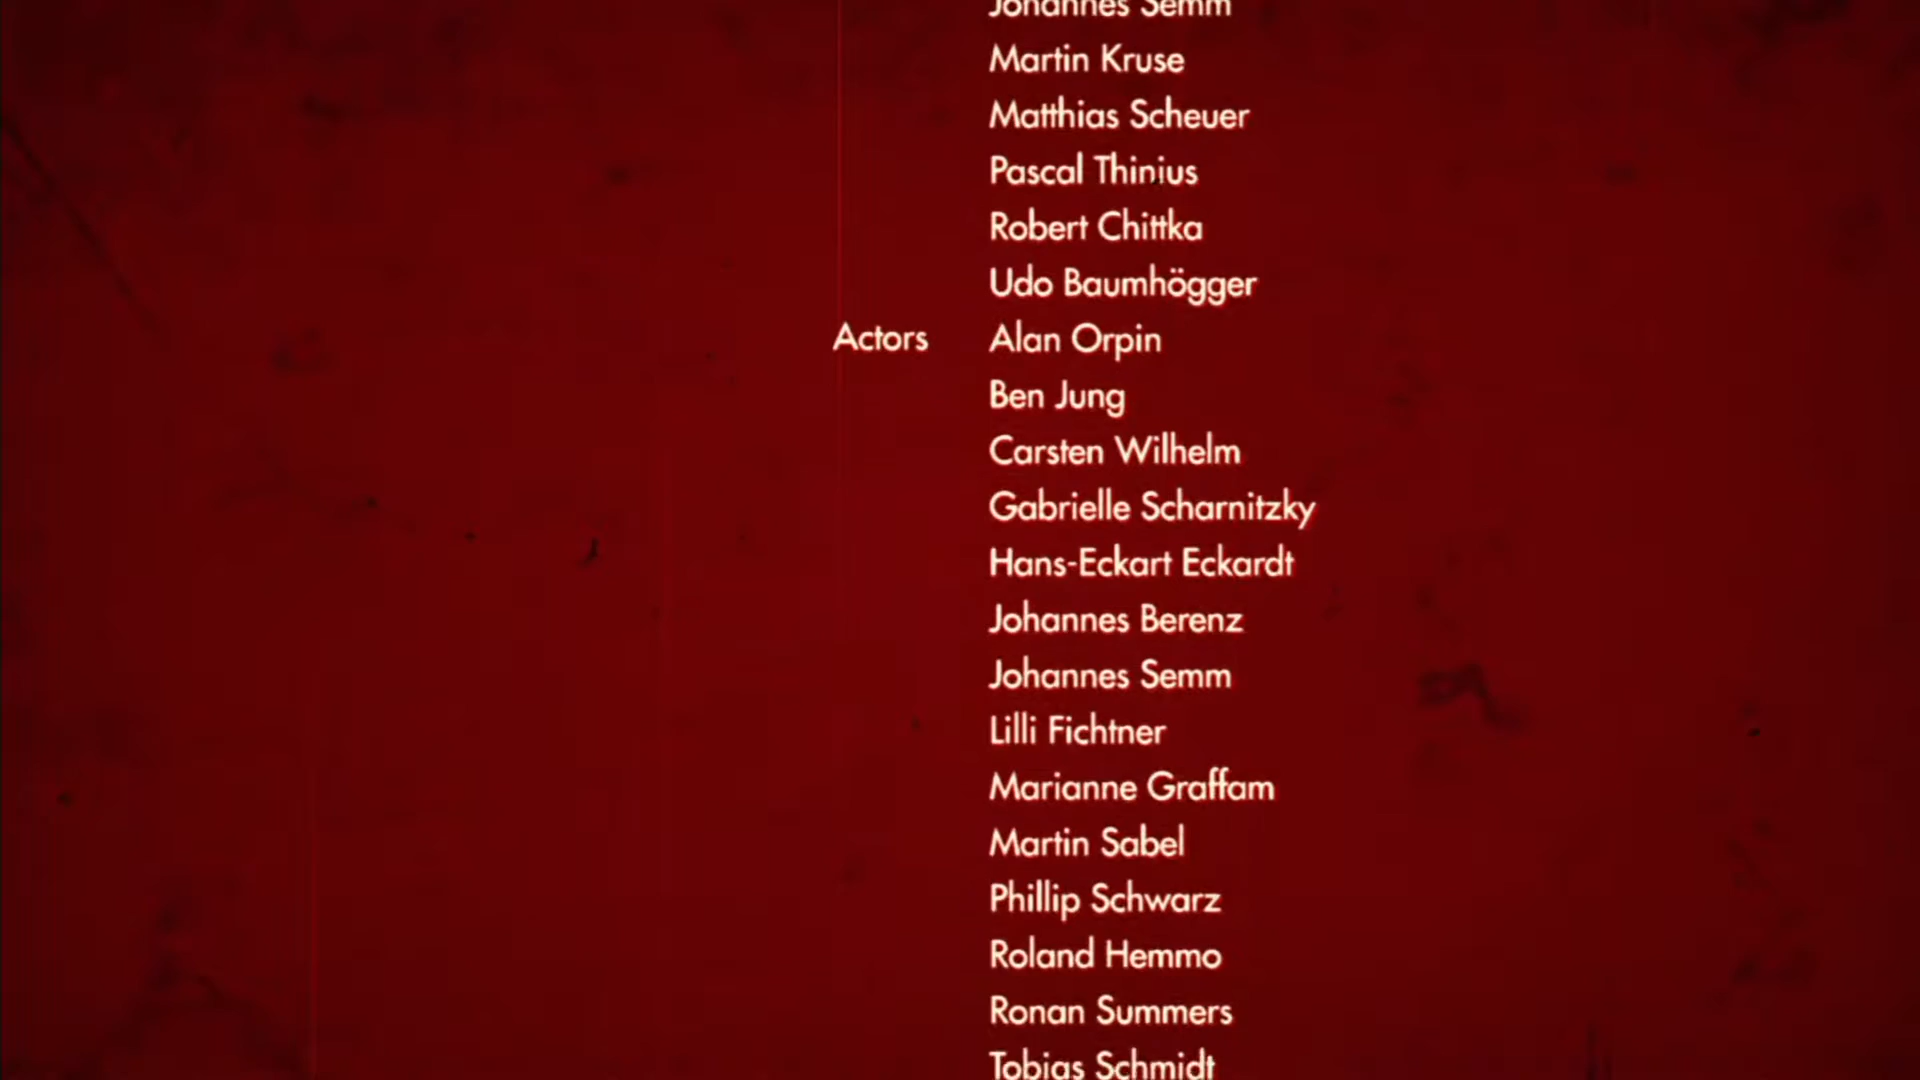 Johannes Semm
Martin Kruse
Matthias Scheuer
Pascal Thinius
Robert Chittka
Udo Baumhögger
Actors Alan Orpin
Ben Jung
Carsten Wilhelm
Gabrielle Scharnitzky
Hans-Eckart Eckardt
Johannes Berenz
Johannes Semm
Lilli Fichtner
Marianne Graffam
Martin Sabel
Phillip Schwarz
Roland Hemmo
Ronan Summers
Tobias Schmidt